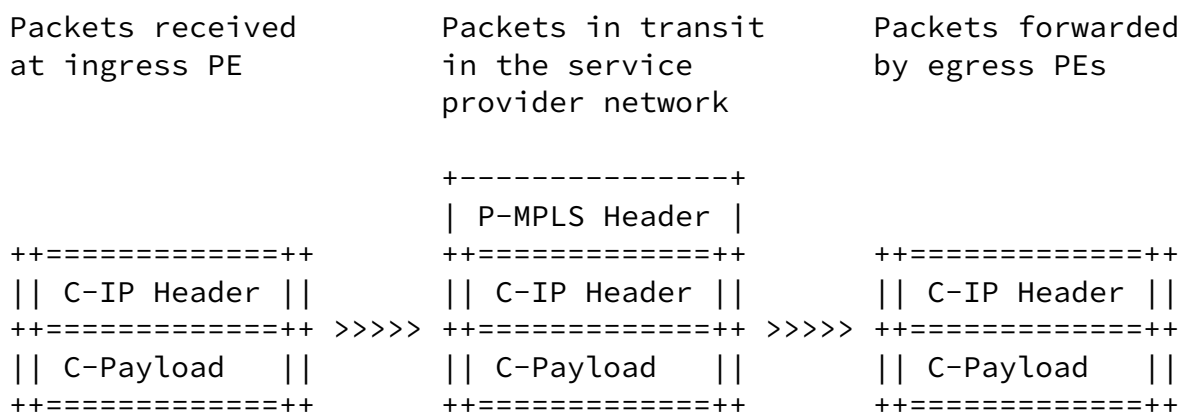 Packets received        Packets in transit      Packets forwarded
at ingress PE           in the service          by egress PEs
                        provider network

                        +---------------+
                        | P-MPLS Header |
++=============++       ++=============++       ++=============++
|| C-IP Header ||       || C-IP Header ||       || C-IP Header ||
++=============++ >>>>> ++=============++ >>>>> ++=============++
|| C-Payload   ||       || C-Payload   ||       || C-Payload   ||
++=============++       ++=============++       ++=============++